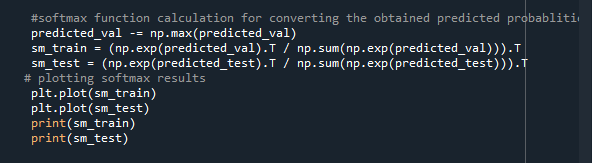 #softmax function calculation for converting the obtained predicted
predicted_val -= np.max(predicted_val)
sm_train = (np.exp(predicted_val).T / np.sum(np.exp(predicted_val))).T
sm_test = (np.exp(predicted_test).T / np.sum(np.exp(predicted_test))).T
# plotting softmax results
plt.plot(sm_train)
plt.plot(sm_test)
print(sm_train)
print(sm_test)